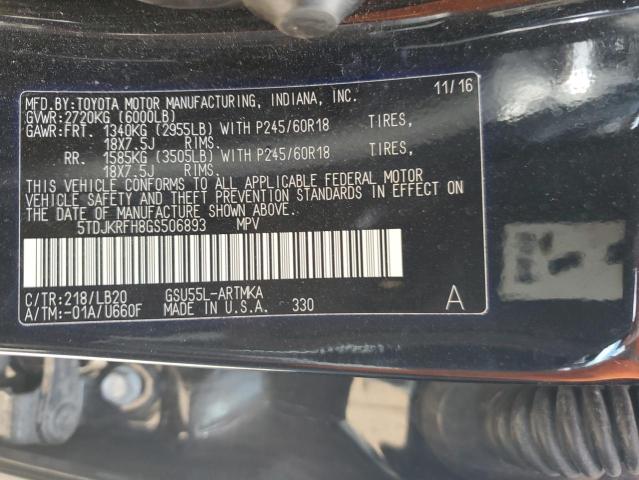 MFD.BY:TOYOTA MOTOR MANUFACTURING, INDIANA, INC. 11/16
GVWR:2720KG (6000LB)
GAWR:FRT. 1340KG (2955LB) WITH P245/60R18 TIRES,
18X7.5J RIMS.
RR. 1585KG (3505LB) WITH P245/60R18 TIRES,
18X7.5J RIMS.
THIS VEHICLE CONFORMS TO ALL APPLICABLE FEDERAL MOTOR
VEHICLE SAFETY AND THEFT PREVENTION STANDARDS IN EFFECT ON
THE DATE OF MANUFACTURE SHOWN ABOVE.
5TDJKRFH8GS506893 MPV
C/TR:218/LB20 GSU55L-ARTMKA
A/TM:-01A/U660F MADE IN U.S.A. 330 A